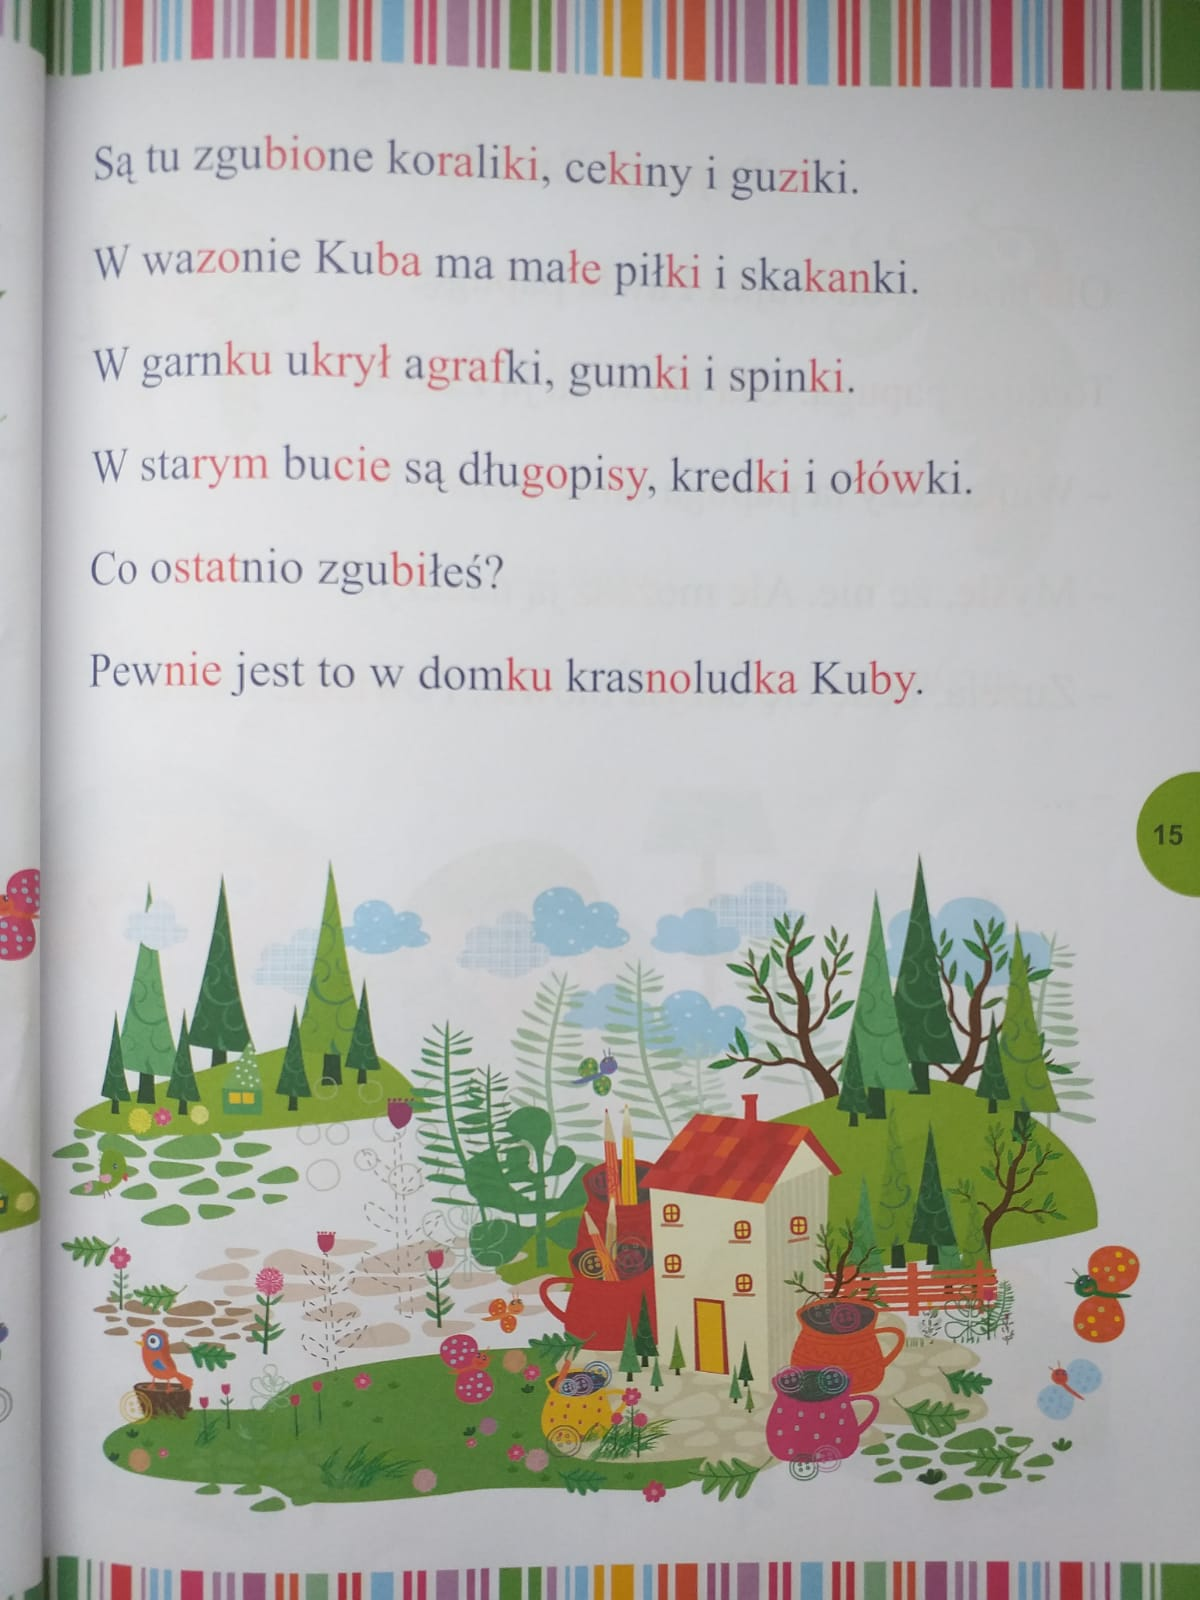 Są tu zgubione koraliki, cekiny i guziki.
W wazonie Kuba ma małe piłki i skakanki.
W garnku ukrył agrafki, gumki i spinki.
W starym bucie są długopisy, kredki i ołówki.
Co ostatnio zgubiłeś?
Pewnie jest to w domku krasnoludka Kuby.
15